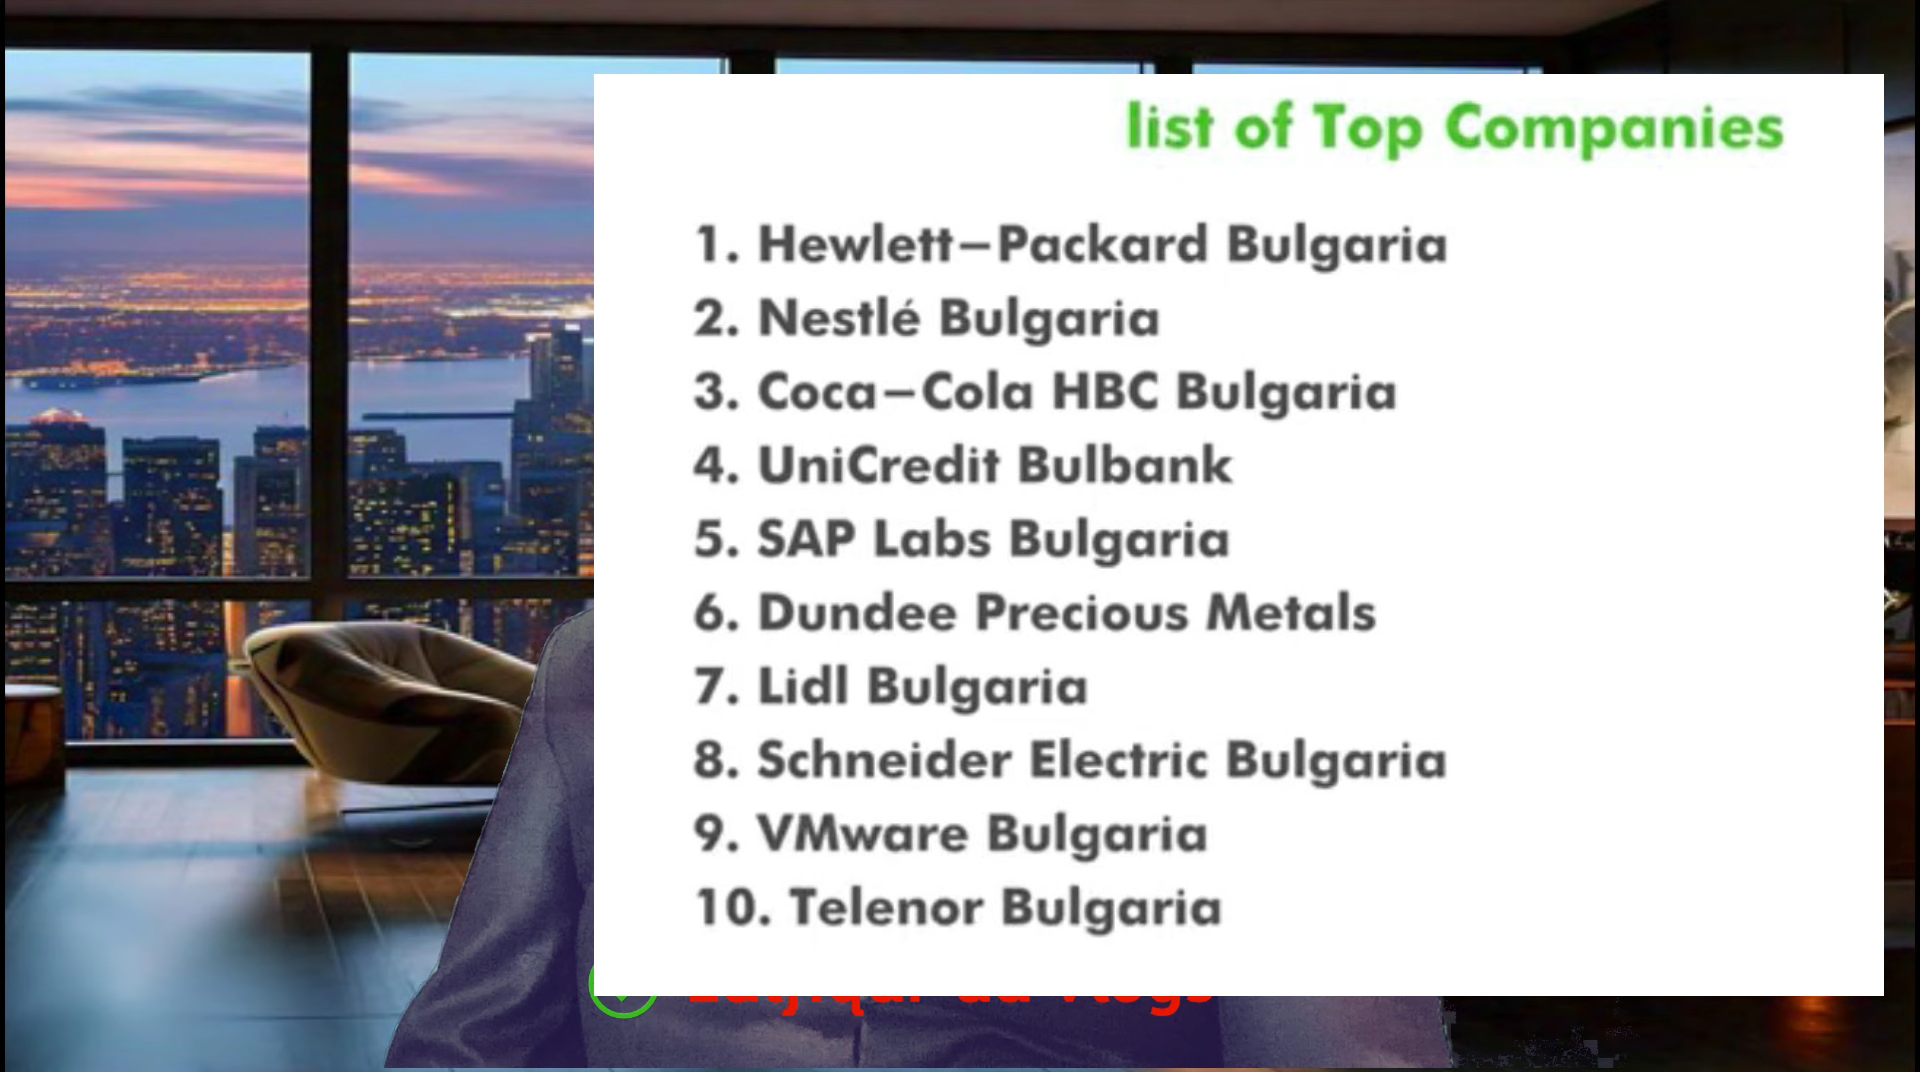 list of Top Companies
1. Hewlett–Packard Bulgaria
2. Nestlé Bulgaria
3. Coca–Cola HBC Bulgaria
4. UniCredit Bulbank
5. SAP Labs Bulgaria
6. Dundee Precious Metals
7. Lidl Bulgaria
8. Schneider Electric Bulgaria
9. VMware Bulgaria
10. Telenor Bulgaria